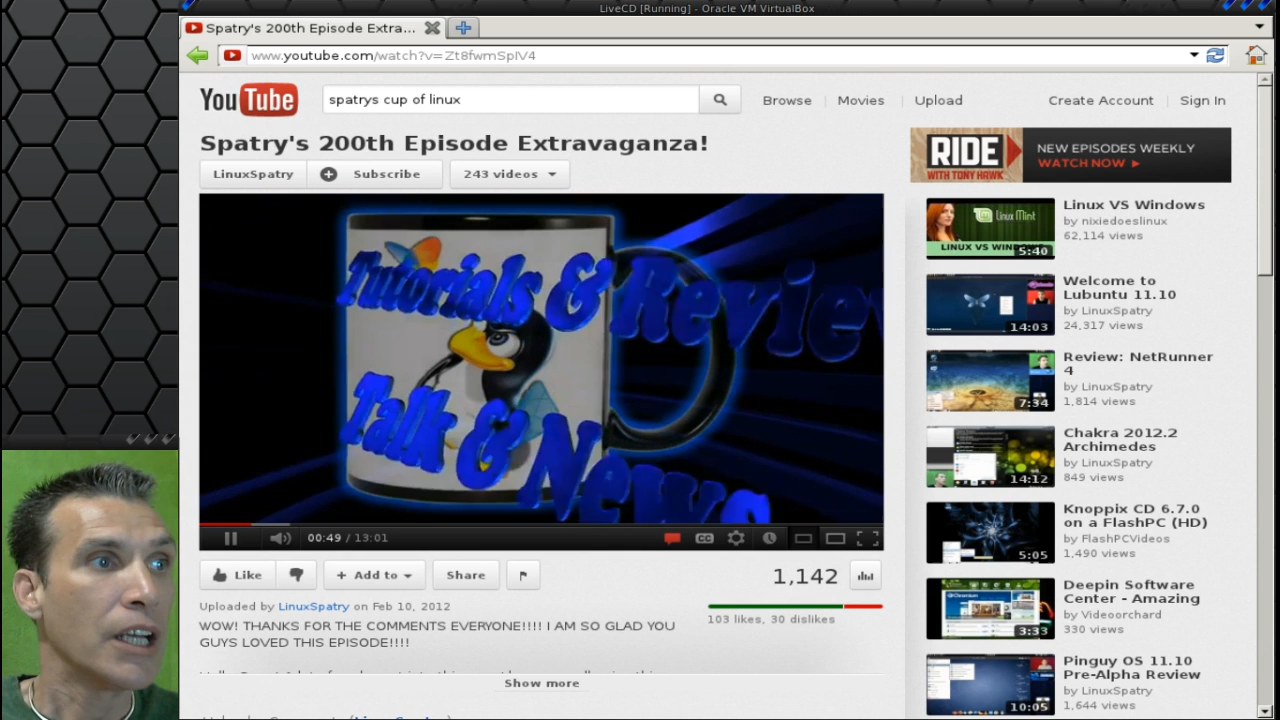 LiveCD [Running] - Oracle VM VirtualBox
Spatry's 200th Episode Extra...
www.youtube.com/watch?v=Zt8fwmSpIV4
YouTube
spatrys cup of linux
Browse
Movies
Upload
Create Account
Sign In
Spatry's 200th Episode Extravaganza!
LinuxSpatry
Subscribe
243 videos
Tutorials & Review
Talk & News
00:49 / 13:01
CC
Like
Add to
Share
1,142
Uploaded by LinuxSpatry on Feb 10, 2012
103 likes, 30 dislikes
WOW! THANKS FOR THE COMMENTS EVERYONE!!!! I AM SO GLAD YOU
GUYS LOVED THIS EPISODE!!!!
Show more
RIDE
WITH TONY HAWK
NEW EPISODES WEEKLY
WATCH NOW
Linux Mint
LINUX VS WINDOWS
5:40
Linux VS Windows
by nixiedoeslinux
62,114 views
14:03
Welcome to
Lubuntu 11.10
by LinuxSpatry
24,317 views
7:34
Review: NetRunner
4
by LinuxSpatry
1,814 views
14:12
Chakra 2012.2
Archimedes
by LinuxSpatry
849 views
5:05
Knoppix CD 6.7.0
on a FlashPC (HD)
by FlashPCVideos
1,490 views
3:33
Deepin Software
Center - Amazing
by Videoorchard
330 views
10:05
Pinguy OS 11.10
Pre-Alpha Review
by LinuxSpatry
1,644 views